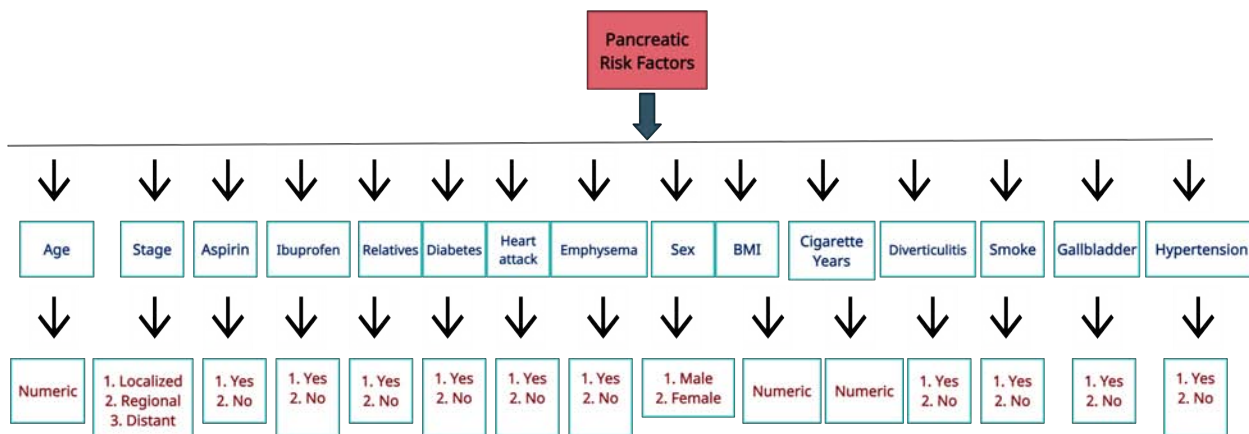 Pancreatic
Risk Factors
Age
Stage
Aspirin
Ibuprofen
Relatives
Diabetes
Heart
attack
Emphysema
Sex
BMI
Cigarette
Years
Diverticulitis
Smoke
Gallbladder
Hypertension
Numeric
1. Localized
2. Regional
3. Distant
1. Yes
2. No
1. Yes
2. No
1. Yes
2. No
1. Yes
2. No
1. Yes
2. No
1. Yes
2. No
1. Male
2. Female
Numeric
Numeric
1. Yes
2. No
1. Yes
2. No
1. Yes
2. No
1. Yes
2. No